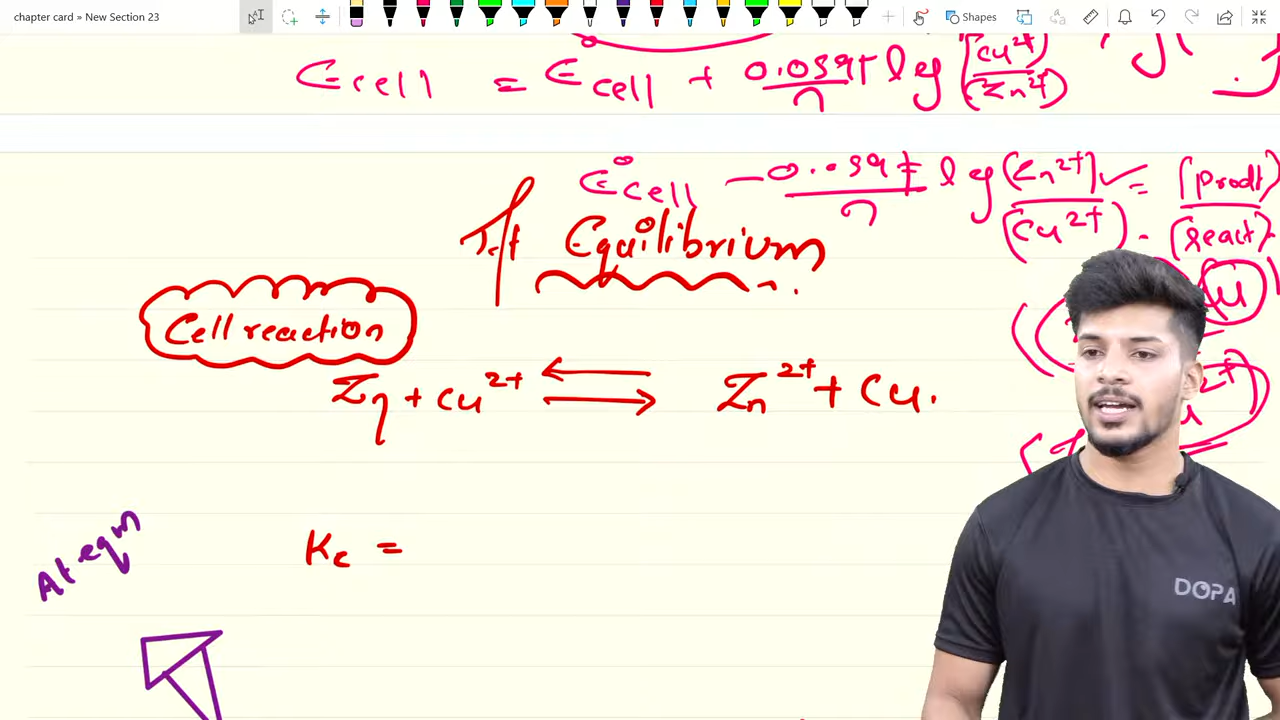 chapter card » New Section 23
Shapes
Ecell = E°cell + 0.0591/n log [Cu²⁺]/[Zn²⁺]
E°cell - 0.0591/n log [Zn²⁺]/[Cu²⁺] = [prodt]/[react]
At Equilibrium
Cell reaction
Zn + Cu²⁺ ⇌ Zn²⁺ + Cu.
At eqm
Kc =
DOPA